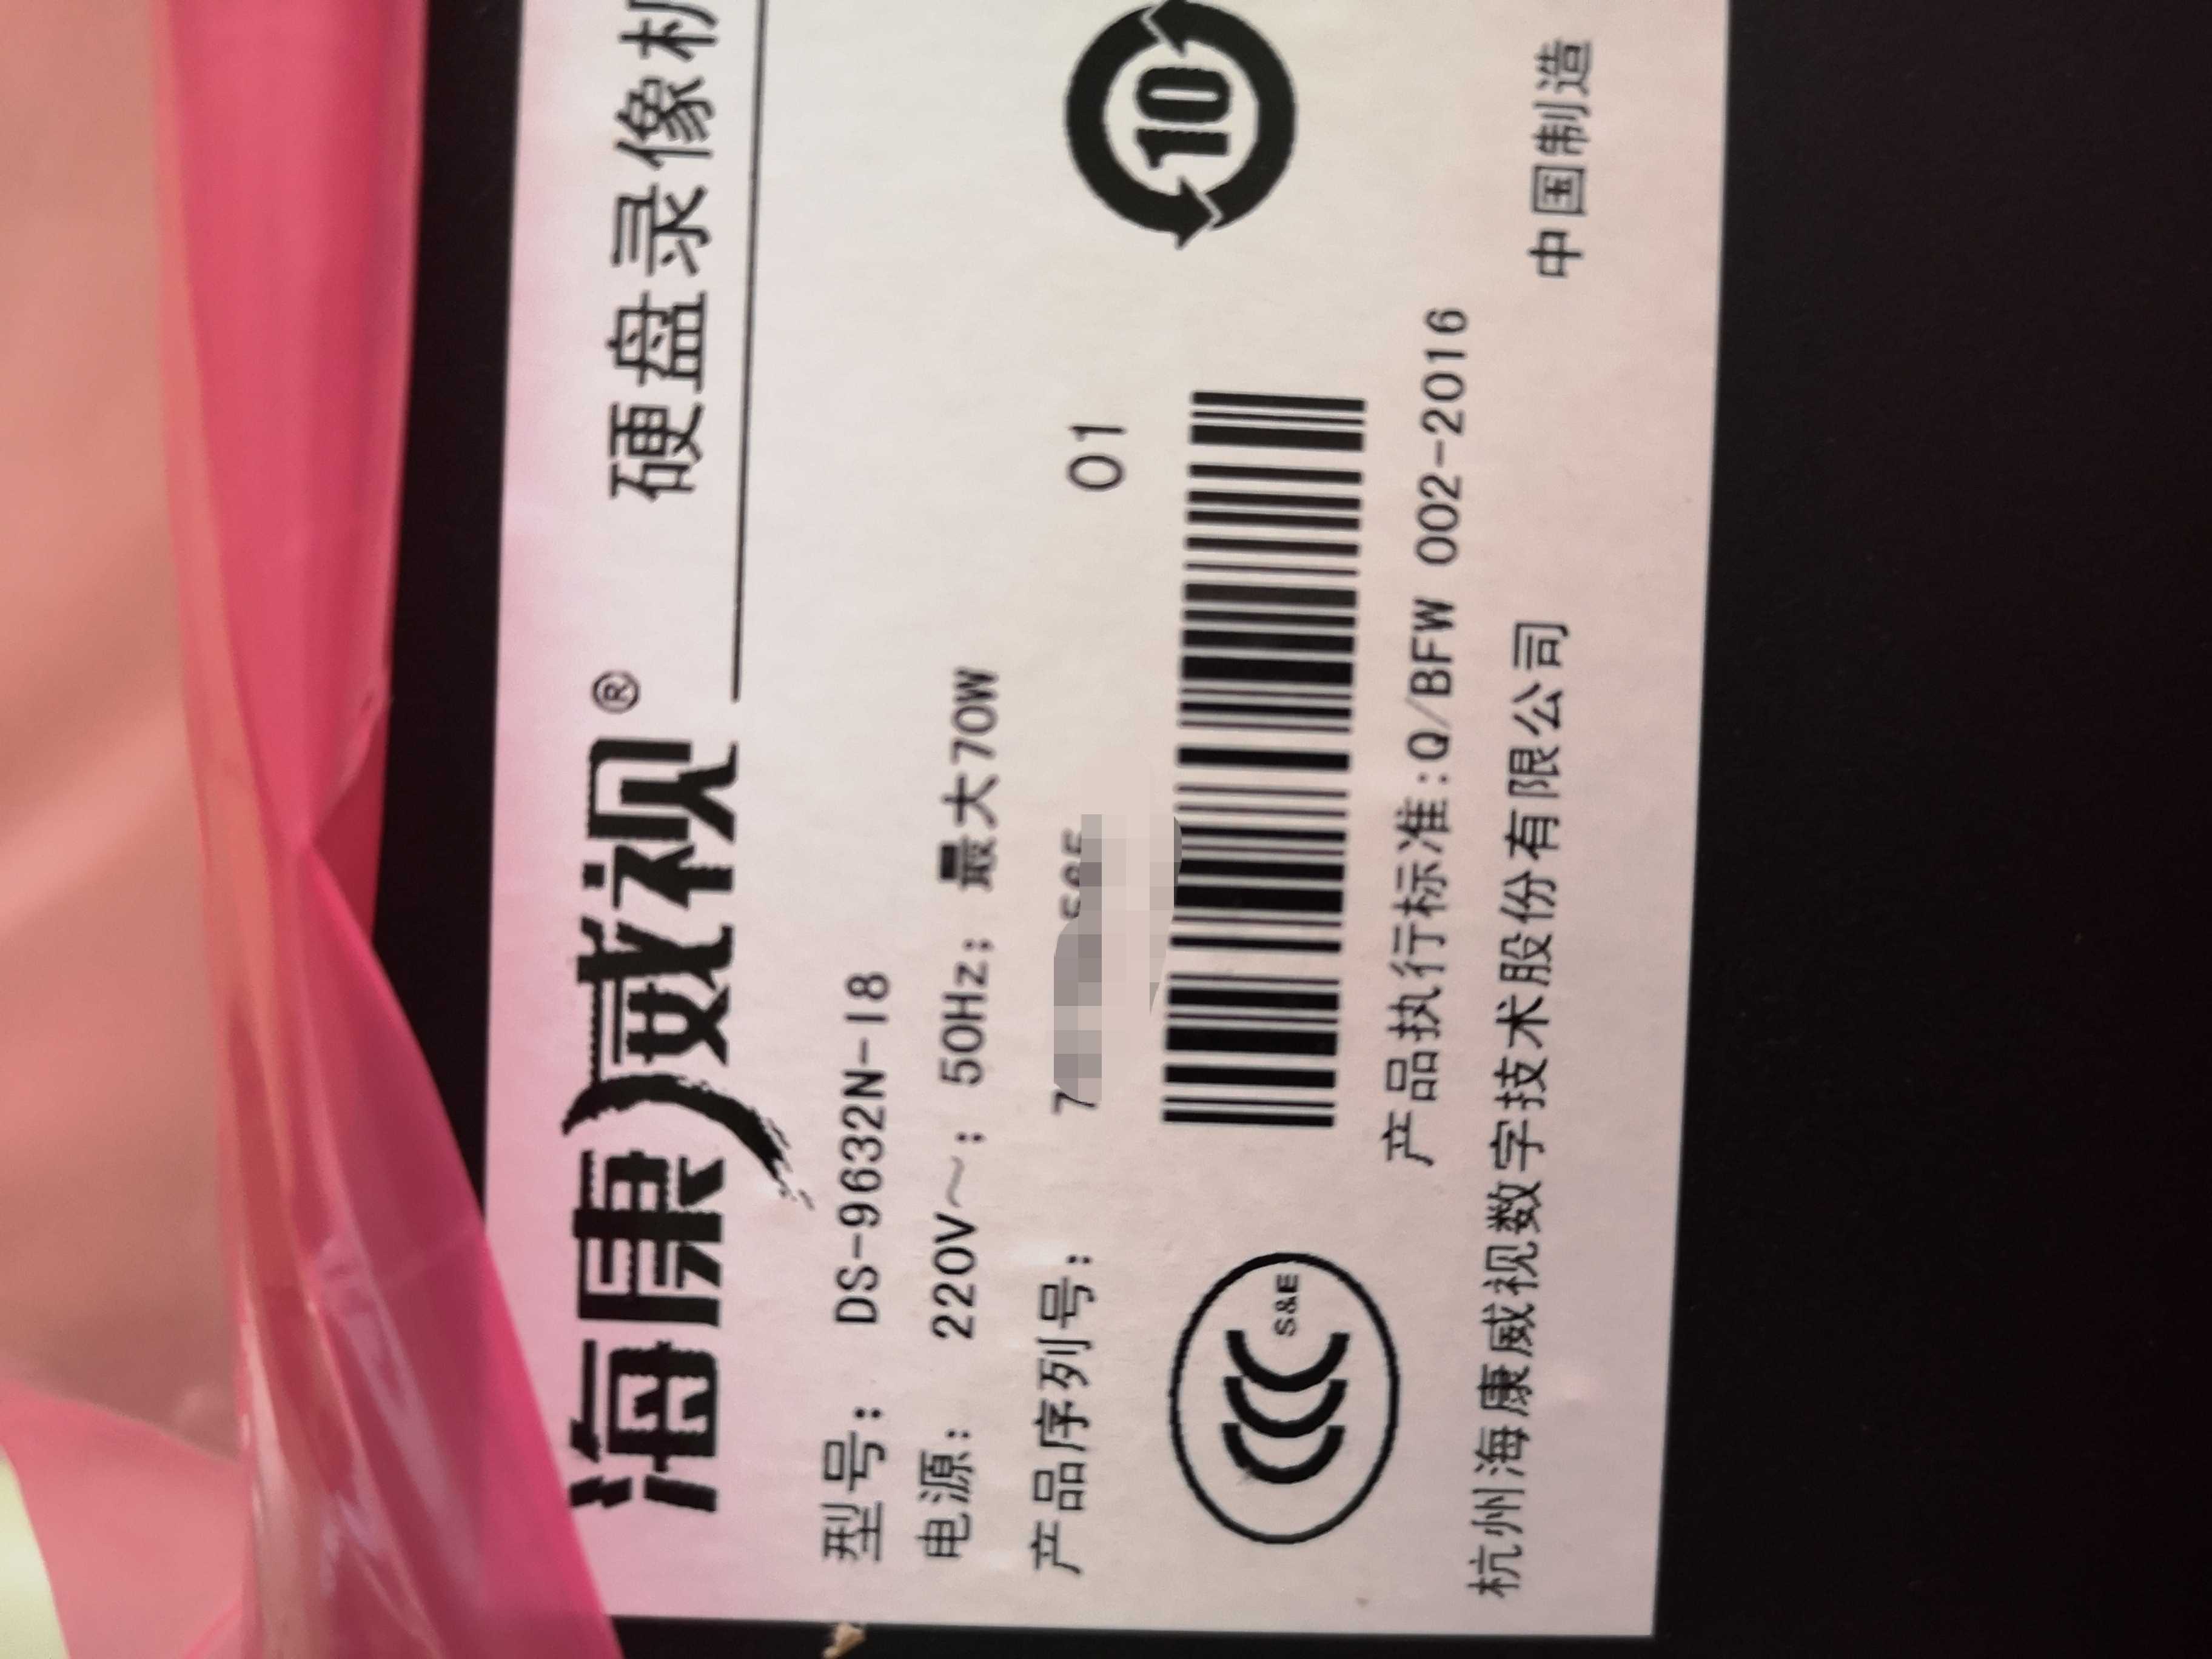 海康威视® 硬盘录像机
型号: DS-9632N-I8
电源: 220V～; 50Hz; 最大70W
产品序列号: 01
10
S&E
产品执行标准:Q/BFW 002-2016
杭州海康威视数字技术股份有限公司 中国制造